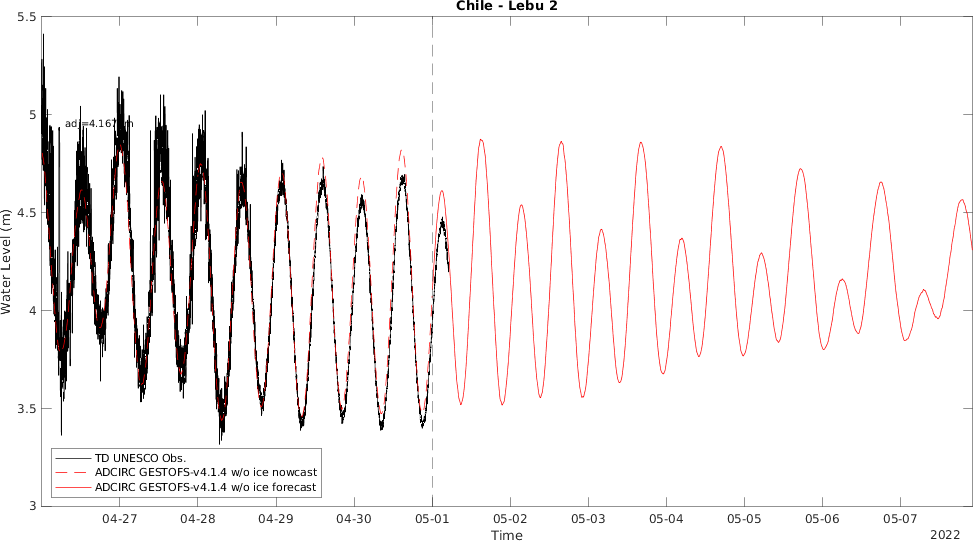 Chile - Lebu 2
5.5
5
4.5
4
3.5
3
Water Level (m)
TD UNESCO Obs.
ADCIRC GESTOFS-v4.1.4 w/o ice nowcast
ADCIRC GESTOFS-v4.1.4 w/o ice forecast
04-27 04-28 04-29 04-30 05-01 05-02 05-03 05-04 05-05 05-06 05-07
Time
2022